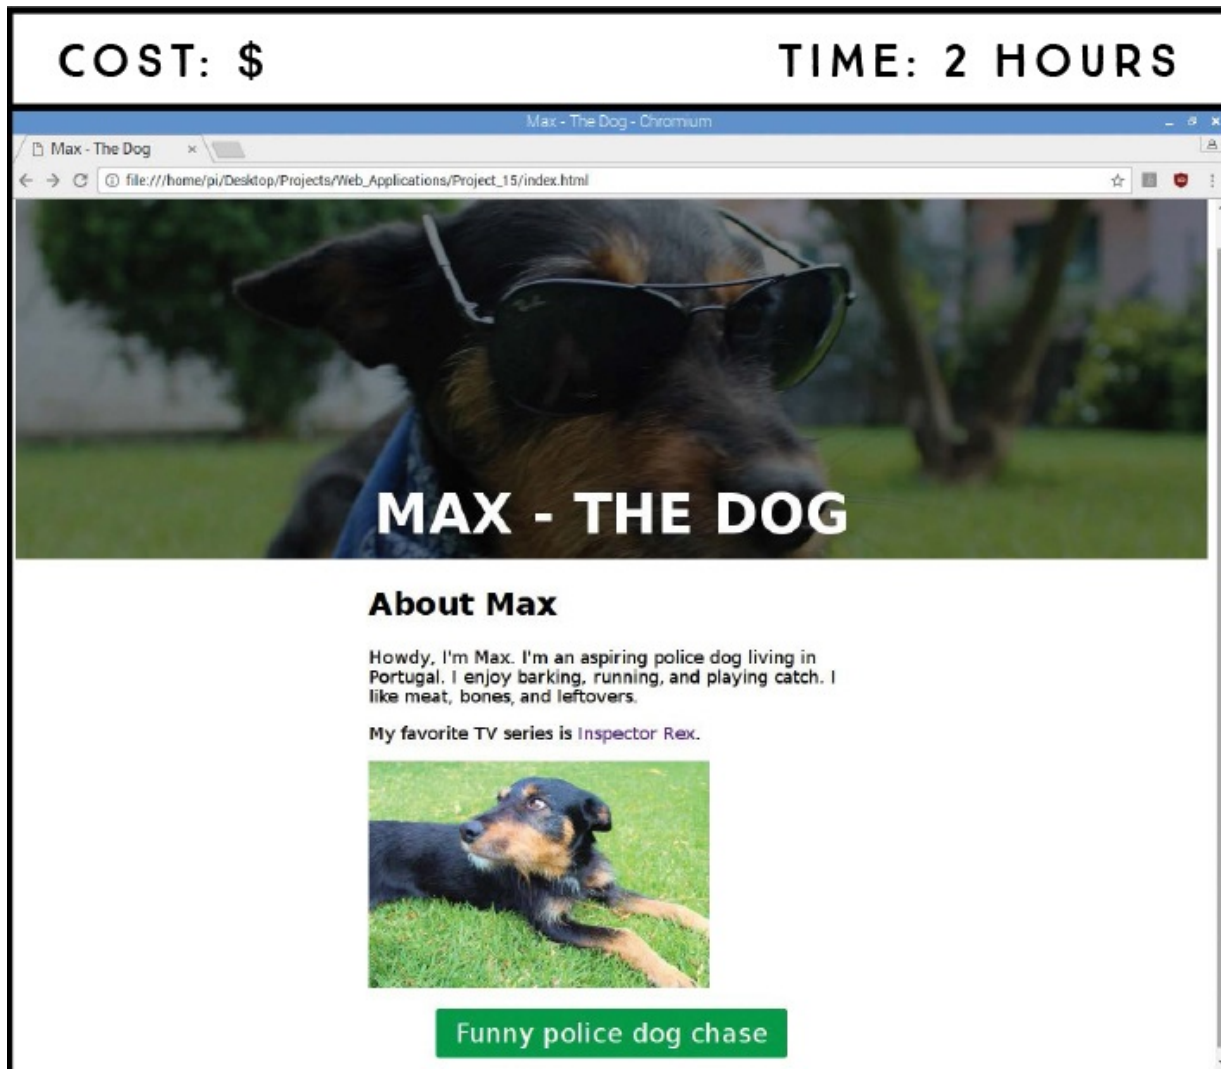 COST: $
TIME: 2 HOURS
Max - The Dog - Chromium
Max - The Dog
file:///home/pi/Desktop/Projects/Web_Applications/Project_15/index.html
Ray-Ban
MAX - THE DOG
About Max
Howdy, I'm Max. I'm an aspiring police dog living in
Portugal. I enjoy barking, running, and playing catch. I
like meat, bones, and leftovers.
My favorite TV series is Inspector Rex.
Funny police dog chase